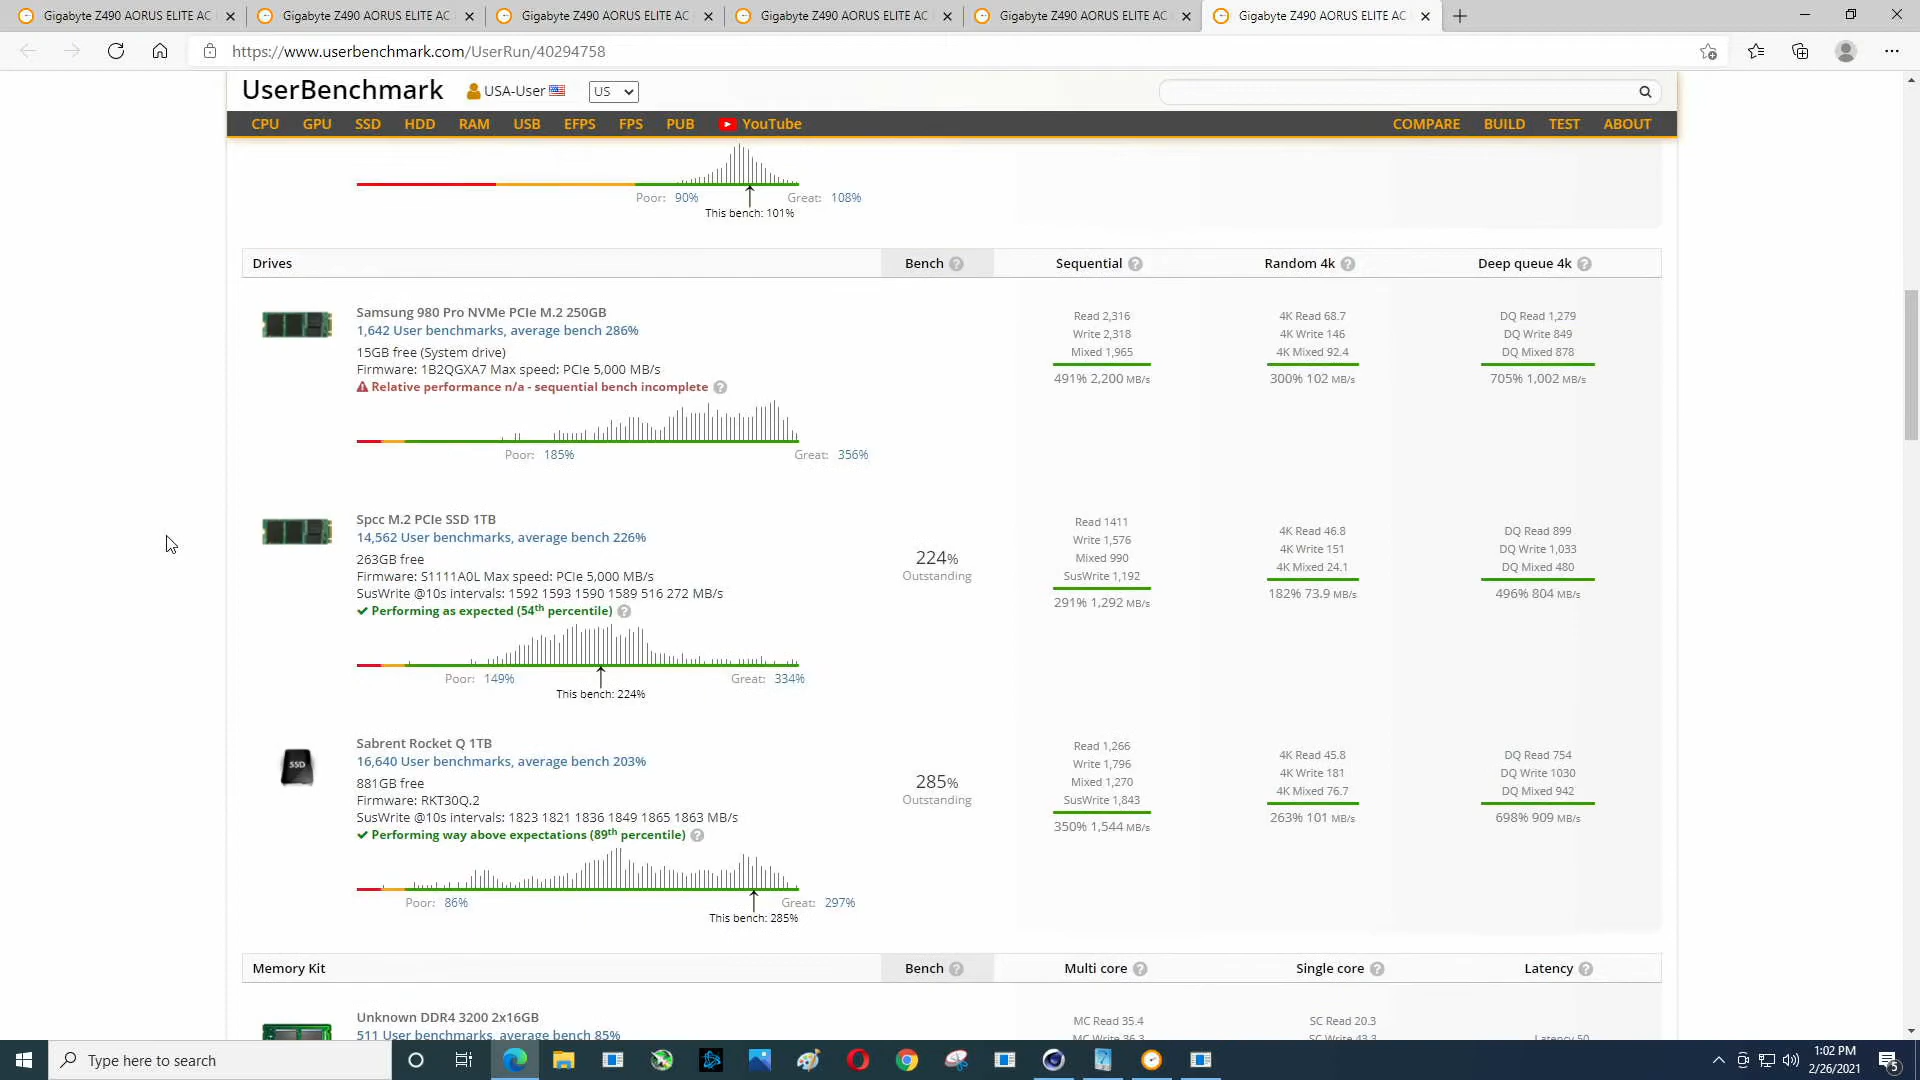 Gigabyte Z490 AORUS ELITE AC
Gigabyte Z490 AORUS ELITE AC
Gigabyte Z490 AORUS ELITE AC
Gigabyte Z490 AORUS ELITE AC
Gigabyte Z490 AORUS ELITE AC
Gigabyte Z490 AORUS ELITE AC
https://www.userbenchmark.com/UserRun/40294758
UserBenchmark USA-User US
CPU GPU SSD HDD RAM USB EFPS FPS PUB YouTube COMPARE BUILD TEST ABOUT
Poor: 90% Great: 108%
This bench: 101%
Drives Bench ? Sequential ? Random 4k ? Deep queue 4k ?
Samsung 980 Pro NVMe PCIe M.2 250GB
1,642 User benchmarks, average bench 286%
15GB free (System drive)
Firmware: 1B2QGXA7 Max speed: PCIe 5,000 MB/s
Relative performance n/a - sequential bench incomplete ?
Poor: 185% Great: 356%
Read 2,316
Write 2,318
Mixed 1,965
491% 2,200 MB/s
4K Read 68.7
4K Write 146
4K Mixed 92.4
300% 102 MB/s
DQ Read 1,279
DQ Write 849
DQ Mixed 878
705% 1,002 MB/s
Spcc M.2 PCIe SSD 1TB
14,562 User benchmarks, average bench 226%
263GB free
Firmware: S1111A0L Max speed: PCIe 5,000 MB/s
SusWrite @10s intervals: 1592 1593 1590 1589 516 272 MB/s
Performing as expected (54th percentile) ?
Poor: 149% Great: 334%
This bench: 224%
224%
Outstanding
Read 1411
Write 1,576
Mixed 990
SusWrite 1,192
291% 1,292 MB/s
4K Read 46.8
4K Write 151
4K Mixed 24.1
182% 73.9 MB/s
DQ Read 899
DQ Write 1,033
DQ Mixed 480
496% 804 MB/s
SSD
Sabrent Rocket Q 1TB
16,640 User benchmarks, average bench 203%
881GB free
Firmware: RKT30Q.2
SusWrite @10s intervals: 1823 1821 1836 1849 1865 1863 MB/s
Performing way above expectations (89th percentile) ?
Poor: 86% Great: 297%
This bench: 285%
285%
Outstanding
Read 1,266
Write 1,796
Mixed 1,270
SusWrite 1,843
350% 1,544 MB/s
4K Read 45.8
4K Write 181
4K Mixed 76.7
263% 101 MB/s
DQ Read 754
DQ Write 1030
DQ Mixed 942
698% 909 MB/s
Memory Kit Bench ? Multi core ? Single core ? Latency ?
Unknown DDR4 3200 2x16GB
511 User benchmarks, average bench 85%
MC Read 35.4
MC Write 36.3
SC Read 20.3
SC Write 43.3
Latency 50
Type here to search
1:02 PM
2/26/2021
5